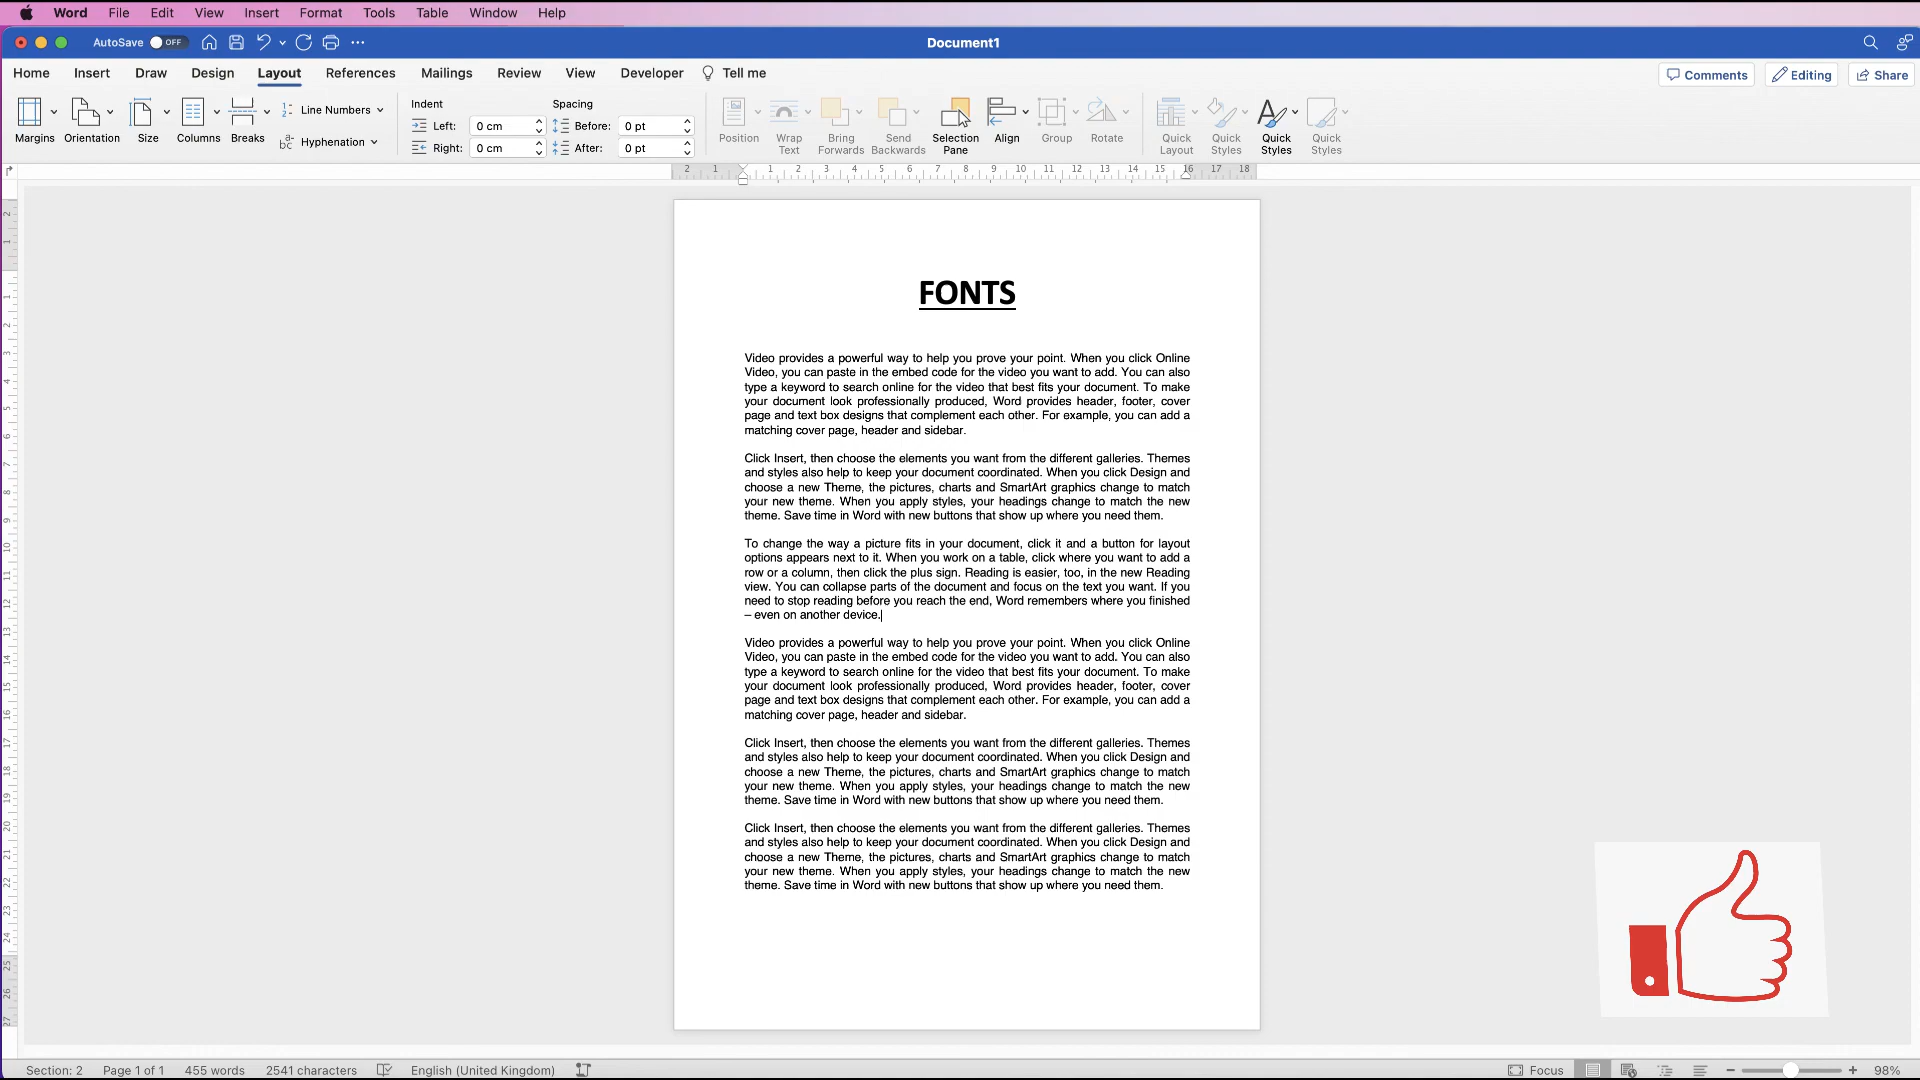 Word File Edit View Insert Format Tools Table Window Help
AutoSave OFF Document1
Home Insert Draw Design Layout References Mailings Review View Developer Tell me Comments Editing Share
Margins Orientation Size Columns Breaks
Line Numbers
Hyphenation
Indent Spacing
Left: 0 cm Before: 0 pt
Right: 0 cm After: 0 pt
Position
Wrap
Text
Bring
Forwards
Send
Backwards
Selection
Pane
Align
Group
Rotate
Quick
Layout
Quick
Styles
Quick
Styles
Quick
Styles
2 1 1 2 3 4 5 6 7 8 9 10 11 12 13 14 15 16 17 18
FONTS
Video provides a powerful way to help you prove your point. When you click Online
Video, you can paste in the embed code for the video you want to add. You can also
type a keyword to search online for the video that best fits your document. To make
your document look professionally produced, Word provides header, footer, cover
page and text box designs that complement each other. For example, you can add a
matching cover page, header and sidebar.
Click Insert, then choose the elements you want from the different galleries. Themes
and styles also help to keep your document coordinated. When you click Design and
choose a new Theme, the pictures, charts and SmartArt graphics change to match
your new theme. When you apply styles, your headings change to match the new
theme. Save time in Word with new buttons that show up where you need them.
To change the way a picture fits in your document, click it and a button for layout
options appears next to it. When you work on a table, click where you want to add a
row or a column, then click the plus sign. Reading is easier, too, in the new Reading
view. You can collapse parts of the document and focus on the text you want. If you
need to stop reading before you reach the end, Word remembers where you finished
– even on another device.
Video provides a powerful way to help you prove your point. When you click Online
Video, you can paste in the embed code for the video you want to add. You can also
type a keyword to search online for the video that best fits your document. To make
your document look professionally produced, Word provides header, footer, cover
page and text box designs that complement each other. For example, you can add a
matching cover page, header and sidebar.
Click Insert, then choose the elements you want from the different galleries. Themes
and styles also help to keep your document coordinated. When you click Design and
choose a new Theme, the pictures, charts and SmartArt graphics change to match
your new theme. When you apply styles, your headings change to match the new
theme. Save time in Word with new buttons that show up where you need them.
Click Insert, then choose the elements you want from the different galleries. Themes
and styles also help to keep your document coordinated. When you click Design and
choose a new Theme, the pictures, charts and SmartArt graphics change to match
your new theme. When you apply styles, your headings change to match the new
theme. Save time in Word with new buttons that show up where you need them.
Section: 2 Page 1 of 1 455 words 2541 characters English (United Kingdom) Focus 98%